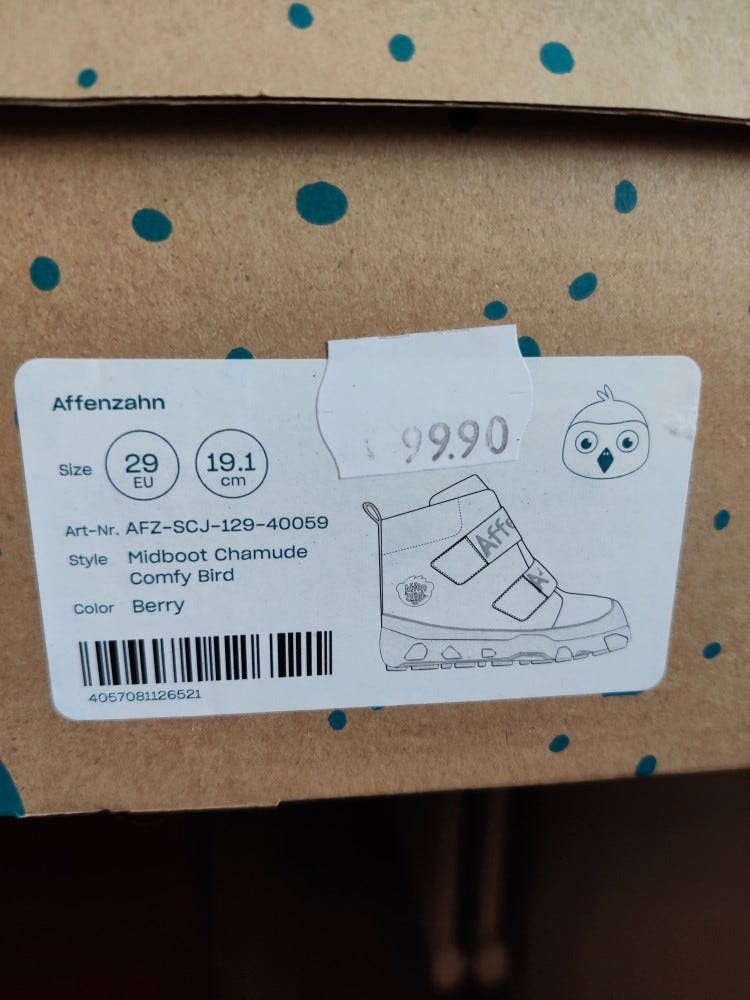 Affenzahn
99.90
Size 29 EU 19.1 cm
Art-Nr. AFZ-SCJ-129-40059
Style Midboot Chamude
Comfy Bird
Color Berry
4057081126521
Affe
A